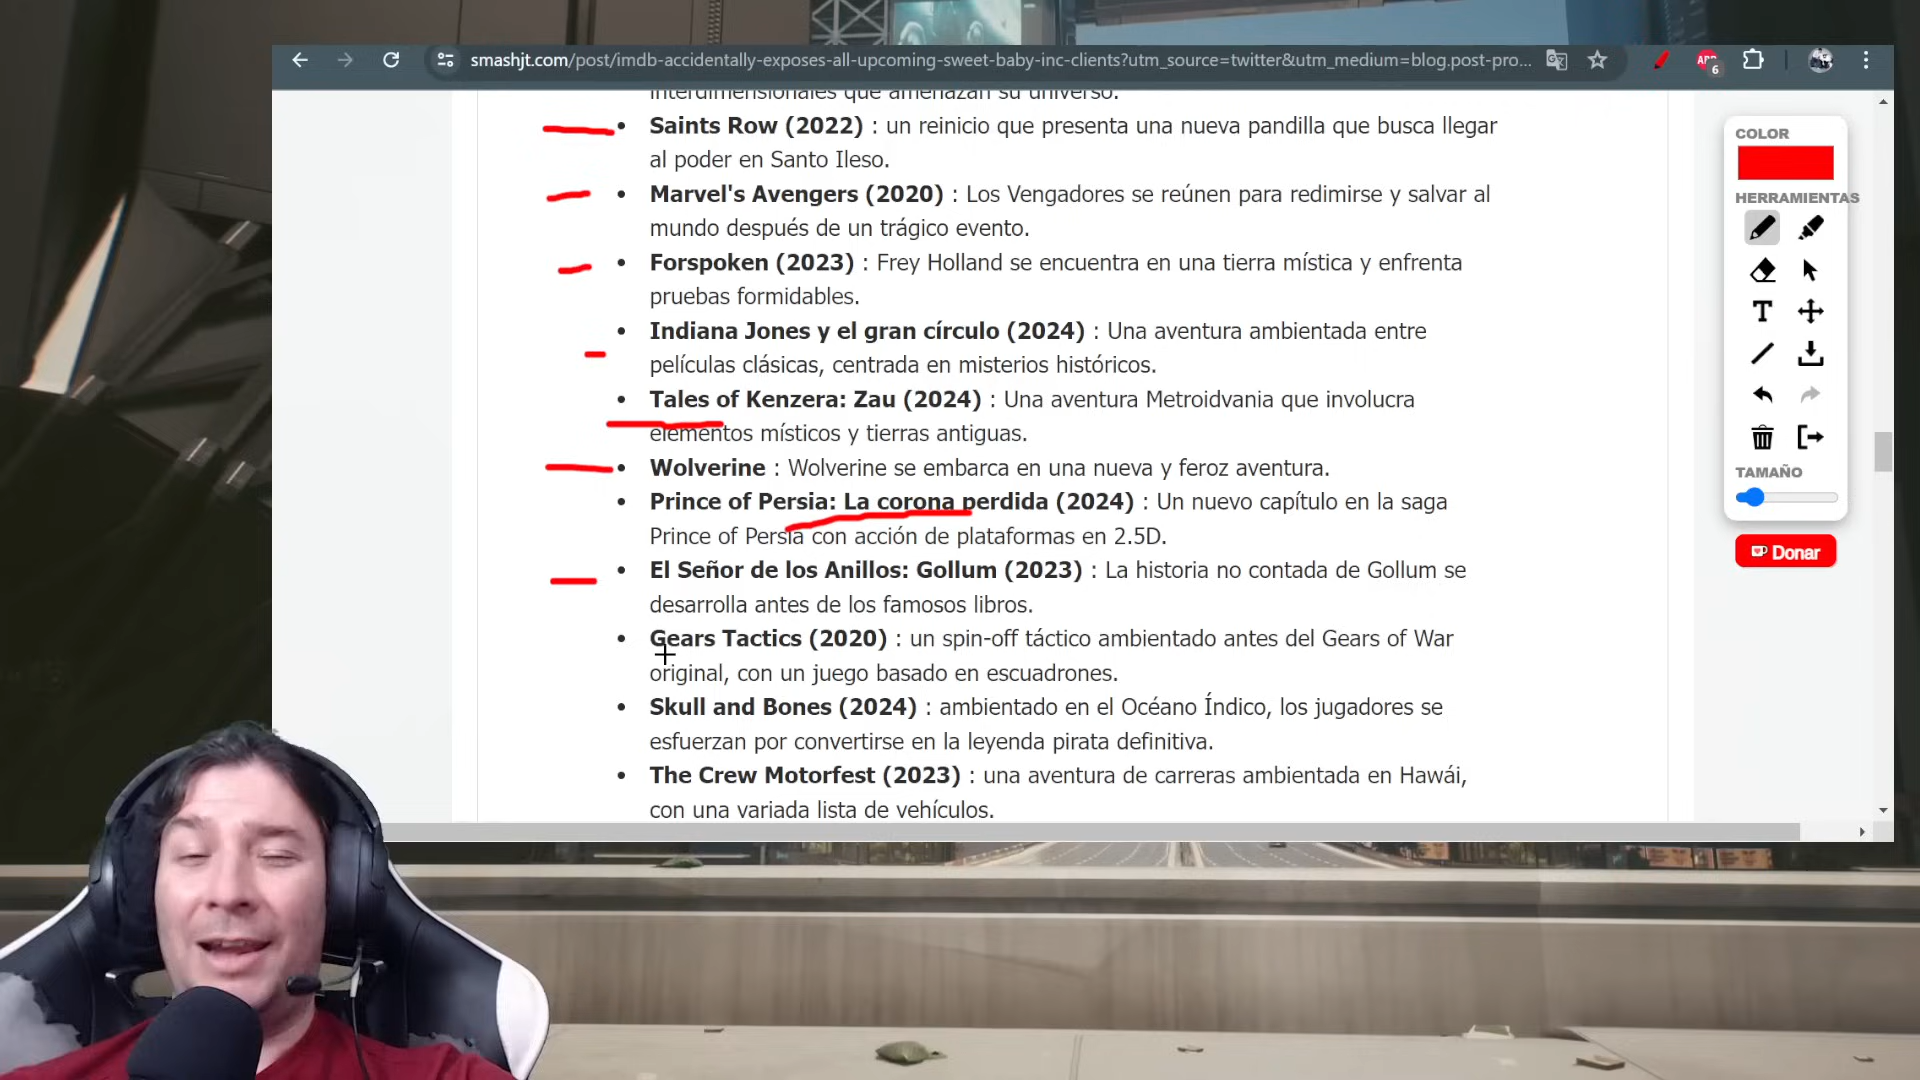 smashjt.com/post/imdb-accidentally-exposes-all-upcoming-sweet-baby-inc-clients?utm_source=twitter&utm_medium=blog.post-pro...
6
interdimensionales que amenazan su universo.
• Saints Row (2022) : un reinicio que presenta una nueva pandilla que busca llegar
al poder en Santo Ileso.
• Marvel's Avengers (2020) : Los Vengadores se reúnen para redimirse y salvar al
mundo después de un trágico evento.
• Forspoken (2023) : Frey Holland se encuentra en una tierra mística y enfrenta
pruebas formidables.
• Indiana Jones y el gran círculo (2024) : Una aventura ambientada entre
películas clásicas, centrada en misterios históricos.
• Tales of Kenzera: Zau (2024) : Una aventura Metroidvania que involucra
elementos místicos y tierras antiguas.
• Wolverine : Wolverine se embarca en una nueva y feroz aventura.
• Prince of Persia: La corona perdida (2024) : Un nuevo capítulo en la saga
Prince of Persia con acción de plataformas en 2.5D.
• El Señor de los Anillos: Gollum (2023) : La historia no contada de Gollum se
desarrolla antes de los famosos libros.
• Gears Tactics (2020) : un spin-off táctico ambientado antes del Gears of War
original, con un juego basado en escuadrones.
• Skull and Bones (2024) : ambientado en el Océano Índico, los jugadores se
esfuerzan por convertirse en la leyenda pirata definitiva.
• The Crew Motorfest (2023) : una aventura de carreras ambientada en Hawái,
con una variada lista de vehículos.
COLOR
HERRAMIENTAS
T
TAMAÑO
Donar